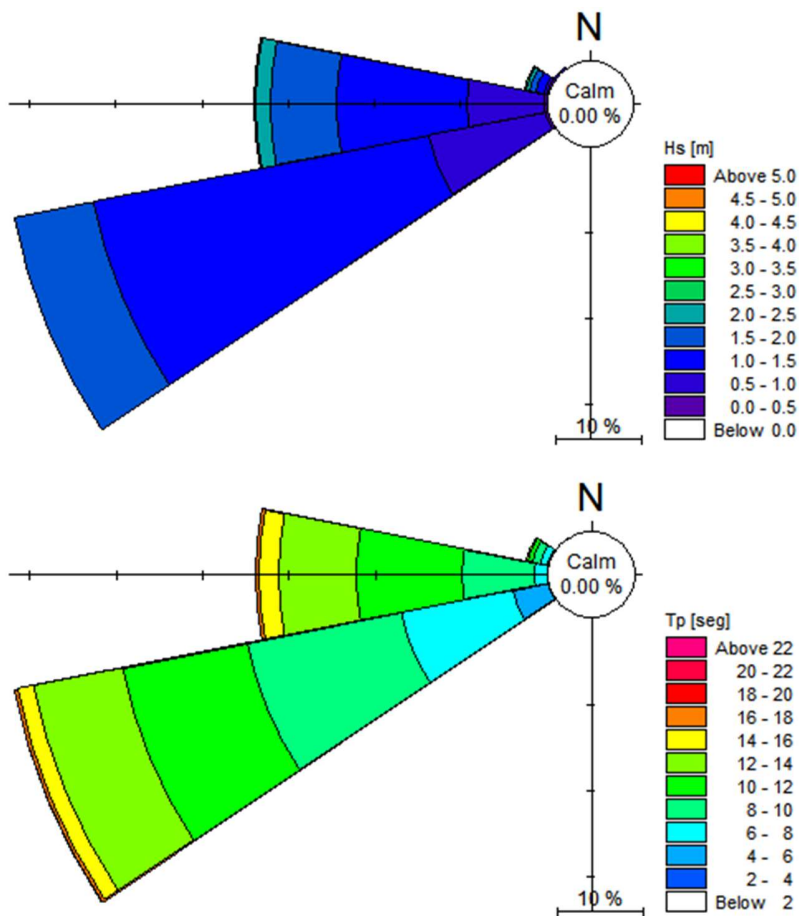 N
Calm
0.00 %
10 %
Hs [m]
Above 5.0
4.5 - 5.0
4.0 - 4.5
3.5 - 4.0
3.0 - 3.5
2.5 - 3.0
2.0 - 2.5
1.5 - 2.0
1.0 - 1.5
0.5 - 1.0
0.0 - 0.5
Below 0.0
N
Calm
0.00 %
10 %
Tp [seg]
Above 22
20 - 22
18 - 20
16 - 18
14 - 16
12 - 14
10 - 12
8 - 10
6 - 8
4 - 6
2 - 4
Below 2